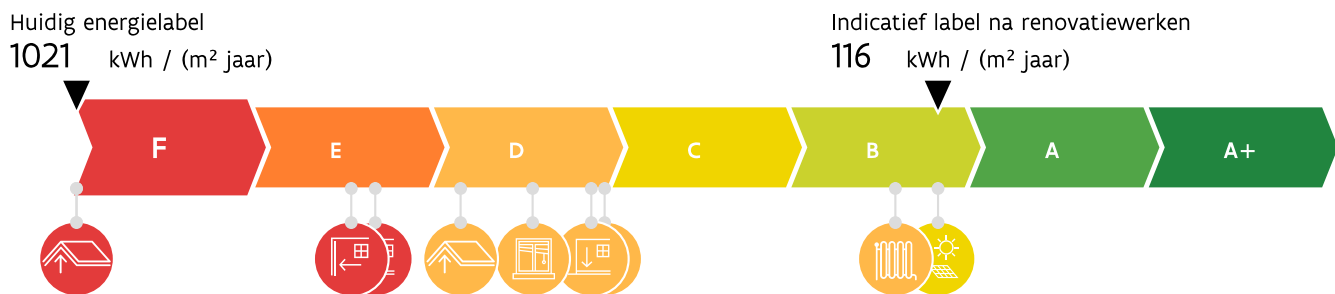 Huidig energielabel
1021 kWh / (m² jaar)
Indicatief label na renovatiewerken
116 kWh / (m² jaar)
F E D C B A A+